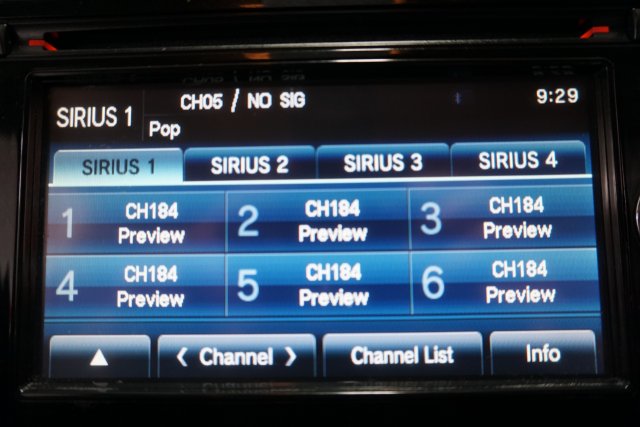 SIRIUS 1 CH05 / NO SIG 9:29
Pop
SIRIUS 1 SIRIUS 2 SIRIUS 3 SIRIUS 4
1 CH184 Preview 2 CH184 Preview 3 CH184 Preview
4 CH184 Preview 5 CH184 Preview 6 CH184 Preview
▲ ‹ Channel › Channel List Info